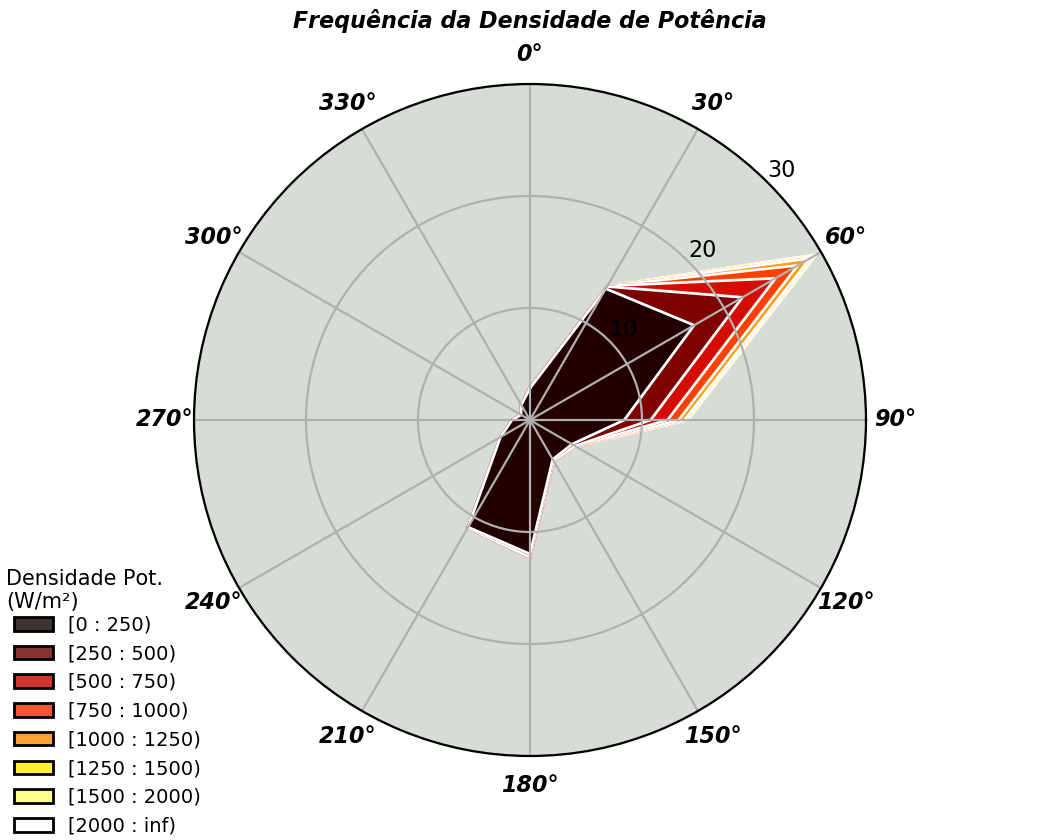 Frequência da Densidade de Potência
0°
330°
30°
30
300°
60°
20
10
270°
90°
240°
120°
210°
150°
180°
Densidade Pot.
(W/m²)
[0 : 250)
[250 : 500)
[500 : 750)
[750 : 1000)
[1000 : 1250)
[1250 : 1500)
[1500 : 2000)
[2000 : inf)